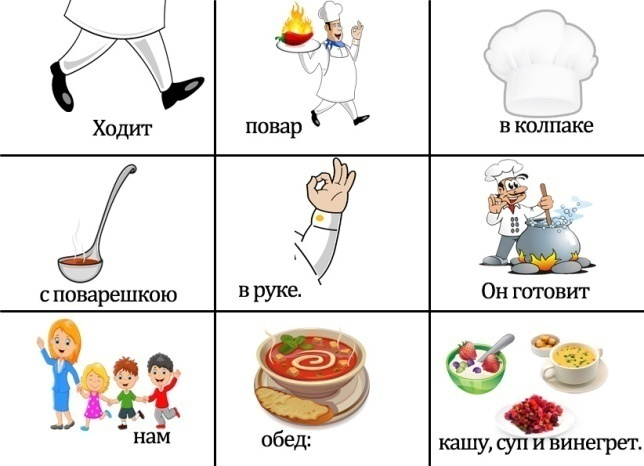 Ходит
повар
в колпаке
с поварешкою
в руке.
Он готовит
нам
обед:
кашу, суп и винегрет.